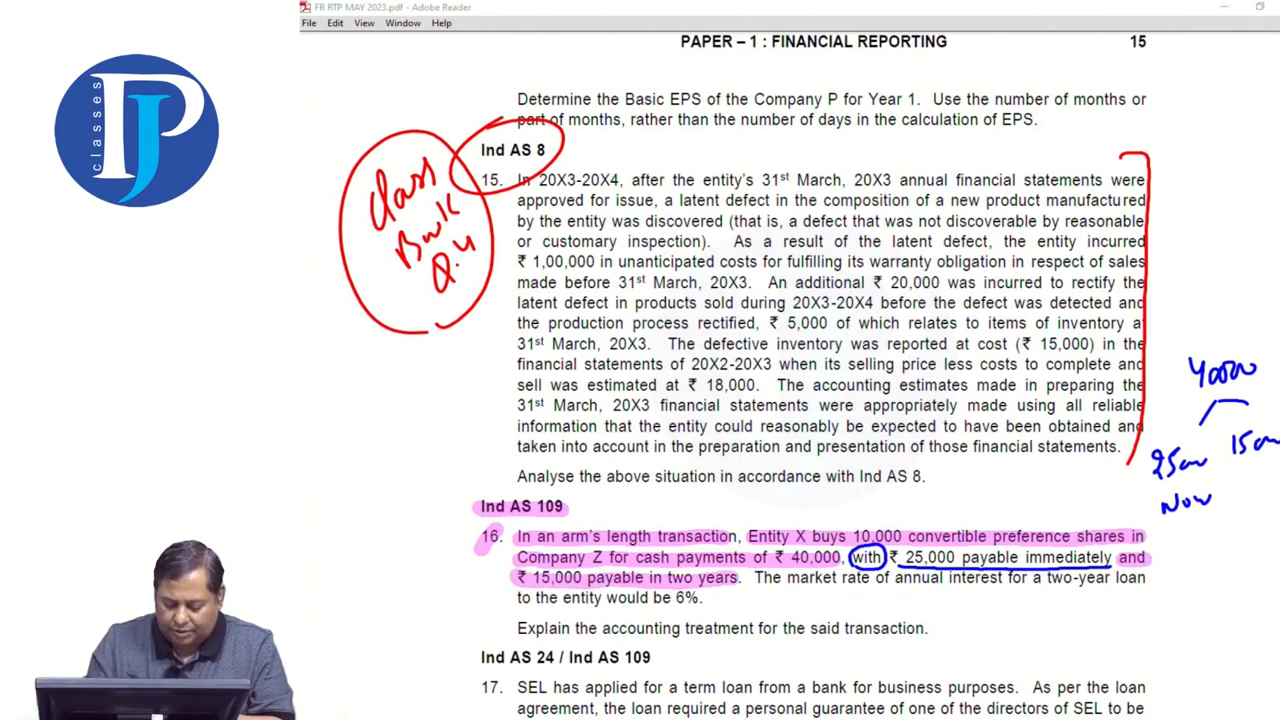 FR RTP MAY 2023.pdf - Adobe Reader
File Edit View Window Help
PJ classes
PAPER – 1 : FINANCIAL REPORTING 15
Determine the Basic EPS of the Company P for Year 1. Use the number of months or
part of months, rather than the number of days in the calculation of EPS.
Ind AS 8
15. In 20X3-20X4, after the entity's 31st March, 20X3 annual financial statements were
approved for issue, a latent defect in the composition of a new product manufactured
by the entity was discovered (that is, a defect that was not discoverable by reasonable
or customary inspection). As a result of the latent defect, the entity incurred
₹ 1,00,000 in unanticipated costs for fulfilling its warranty obligation in respect of sales
made before 31st March, 20X3. An additional ₹ 20,000 was incurred to rectify the
latent defect in products sold during 20X3-20X4 before the defect was detected and
the production process rectified, ₹ 5,000 of which relates to items of inventory at
31st March, 20X3. The defective inventory was reported at cost (₹ 15,000) in the
financial statements of 20X2-20X3 when its selling price less costs to complete and
sell was estimated at ₹ 18,000. The accounting estimates made in preparing the
31st March, 20X3 financial statements were appropriately made using all reliable
information that the entity could reasonably be expected to have been obtained and
taken into account in the preparation and presentation of those financial statements.
Analyse the above situation in accordance with Ind AS 8.
Class
Book
Q.4
Ind AS 109
16. In an arm's length transaction, Entity X buys 10,000 convertible preference shares in
Company Z for cash payments of ₹ 40,000, with ₹ 25,000 payable immediately and
₹ 15,000 payable in two years. The market rate of annual interest for a two-year loan
to the entity would be 6%.
Explain the accounting treatment for the said transaction.
40000
Now
Ind AS 24 / Ind AS 109
17. SEL has applied for a term loan from a bank for business purposes. As per the loan
agreement, the loan required a personal guarantee of one of the directors of SEL to be